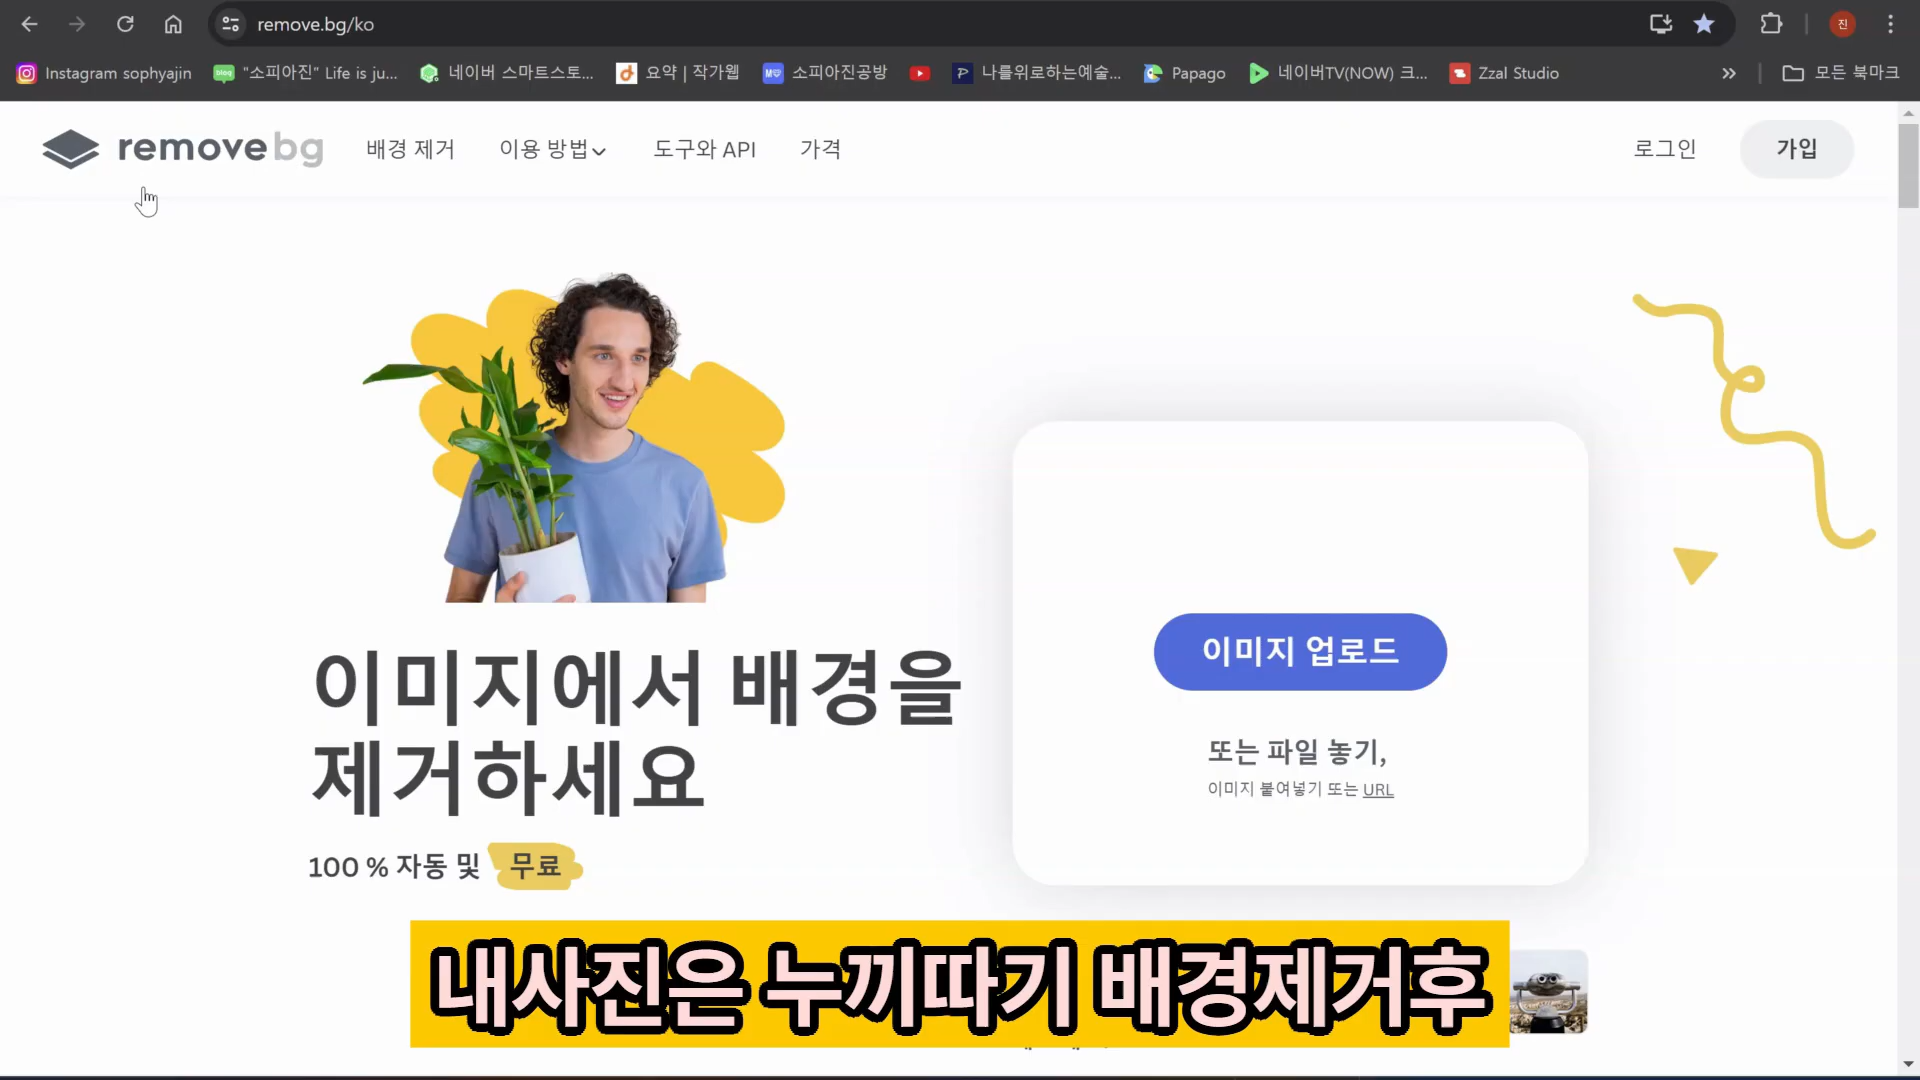 remove.bg/ko
진
Instagram sophyajin
blog
"소피아진" Life is ju...
네이버 스마트스토...
요약 | 작가웹
소피아진공방
나를위로하는예술...
Papago
네이버TV(NOW) 크...
Zzal Studio
모든 북마크
removebg
배경 제거
이용 방법
도구와 API
가격
로그인
가입
이미지에서 배경을
제거하세요
100 % 자동 및 무료
이미지 업로드
또는 파일 놓기,
이미지 붙여넣기 또는 URL
내사진은 누끼따기 배경제거후